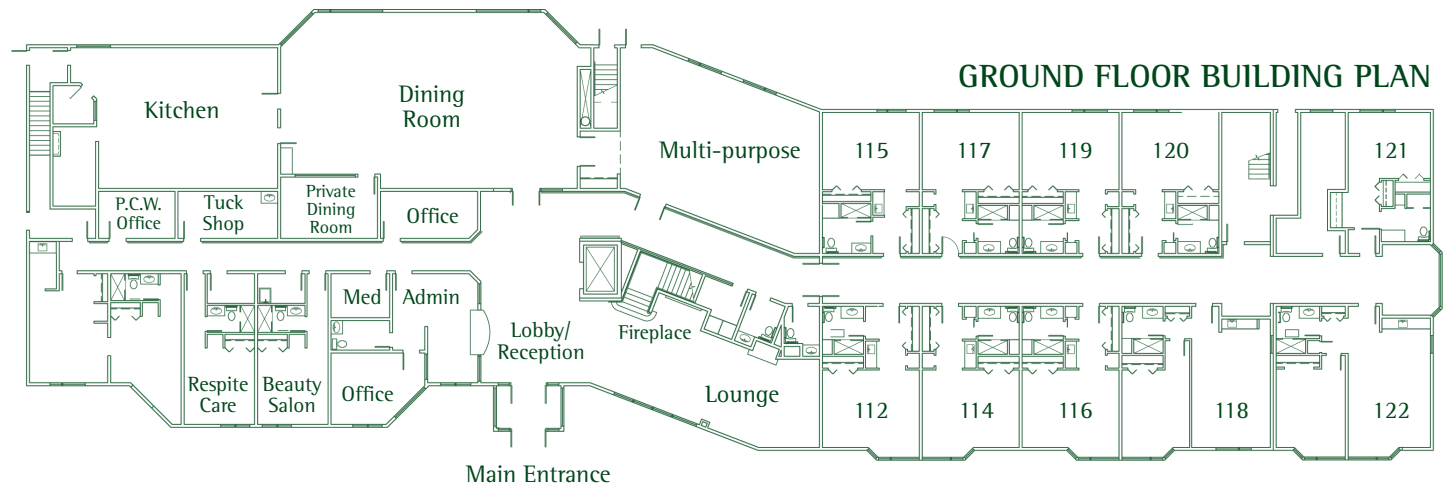 GROUND FLOOR BUILDING PLAN
Kitchen
Dining
Room
Multi-purpose
115
117
119
120
121
P.C.W.
Office
Tuck
Shop
Private
Dining
Room
Office
Med
Admin
Lobby/
Reception
Fireplace
Respite
Care
Beauty
Salon
Office
Lounge
112
114
116
118
122
Main Entrance